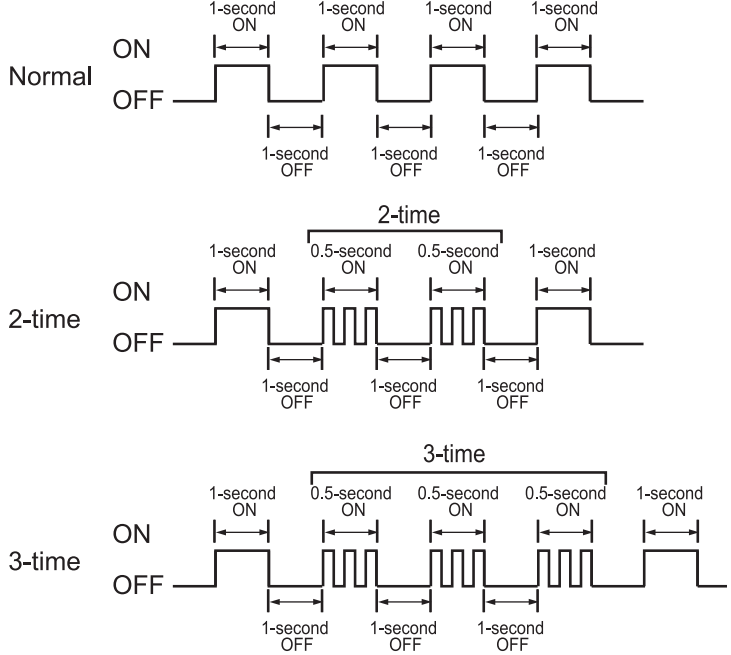 1-second 1-second 1-second 1-second
ON ON ON ON
ON
Normal
OFF
1-second 1-second 1-second
OFF OFF OFF
2-time
1-second 0.5-second 0.5-second 1-second
ON ON ON ON
ON
2-time
OFF
1-second 1-second 1-second
OFF OFF OFF
3-time
1-second 0.5-second 0.5-second 0.5-second 1-second
ON ON ON ON ON
ON
3-time
OFF
1-second 1-second 1-second
OFF OFF OFF